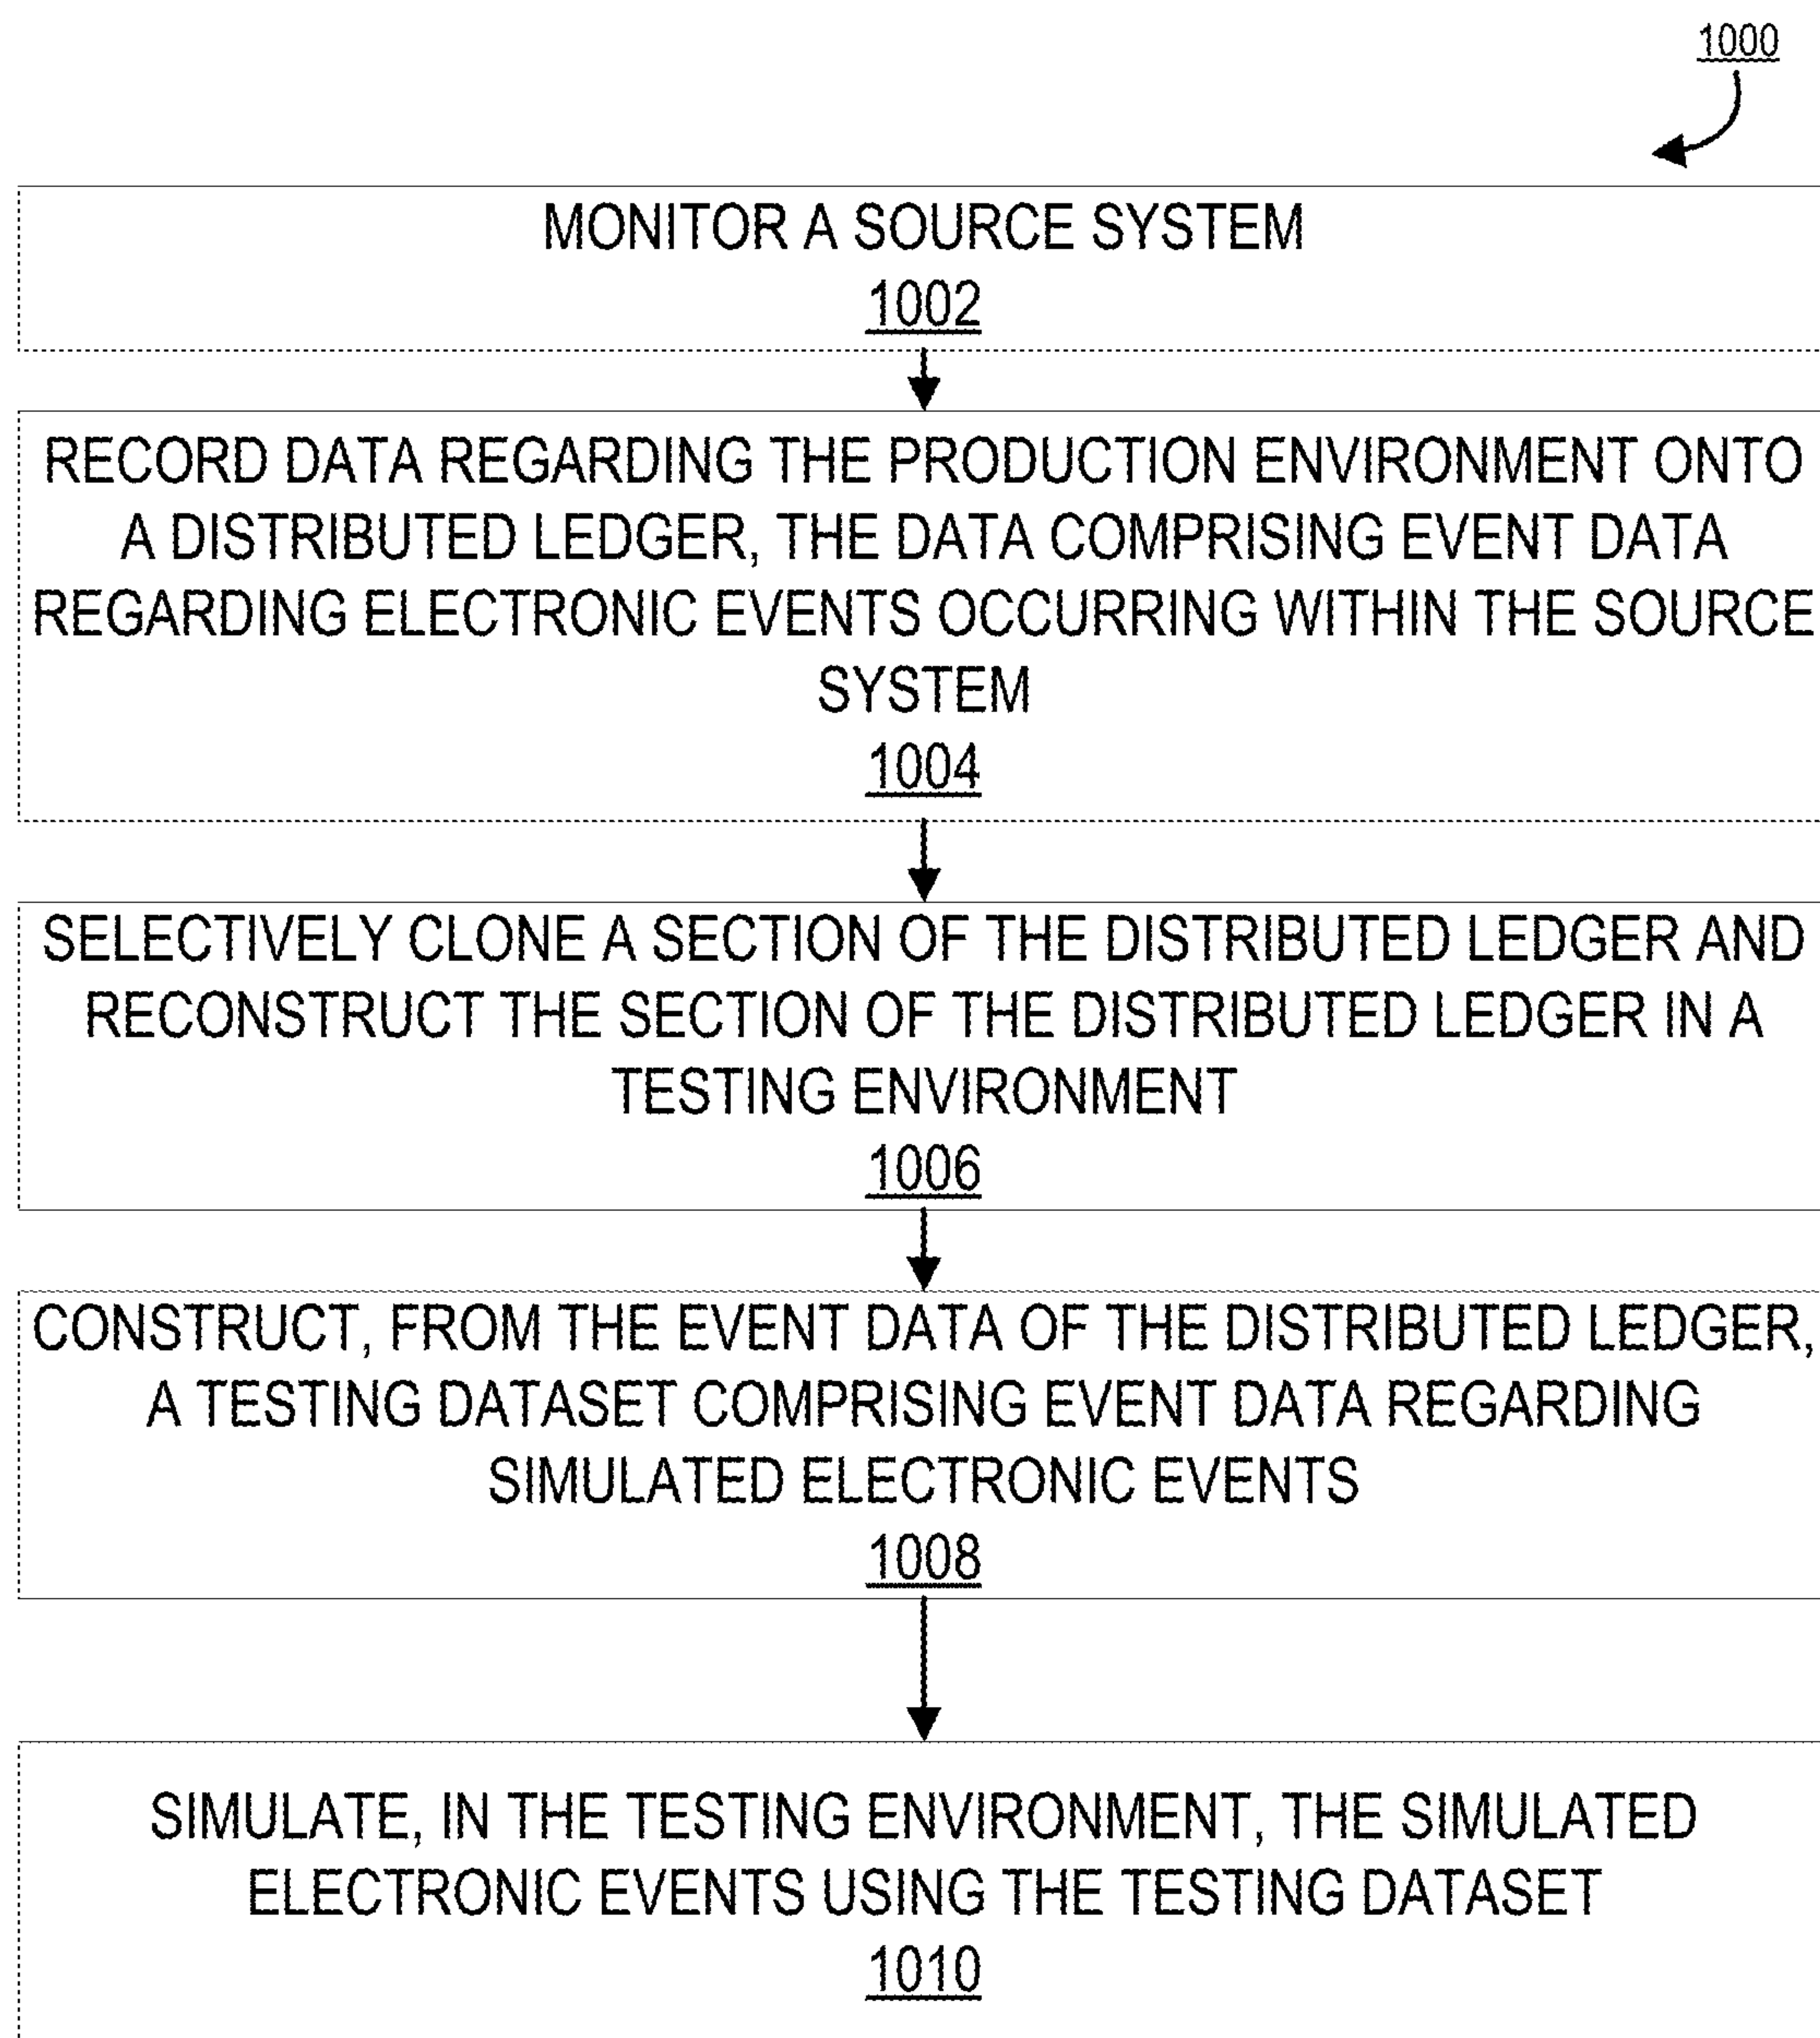 1000
MONITOR A SOURCE SYSTEM
1002
RECORD DATA REGARDING THE PRODUCTION ENVIRONMENT ONTO
A DISTRIBUTED LEDGER, THE DATA COMPRISING EVENT DATA
REGARDING ELECTRONIC EVENTS OCCURRING WITHIN THE SOURCE
SYSTEM
1004
SELECTIVELY CLONE A SECTION OF THE DISTRIBUTED LEDGER AND
RECONSTRUCT THE SECTION OF THE DISTRIBUTED LEDGER IN A
TESTING ENVIRONMENT
1006
CONSTRUCT, FROM THE EVENT DATA OF THE DISTRIBUTED LEDGER,
A TESTING DATASET COMPRISING EVENT DATA REGARDING
SIMULATED ELECTRONIC EVENTS
1008
SIMULATE, IN THE TESTING ENVIRONMENT, THE SIMULATED
ELECTRONIC EVENTS USING THE TESTING DATASET
1010